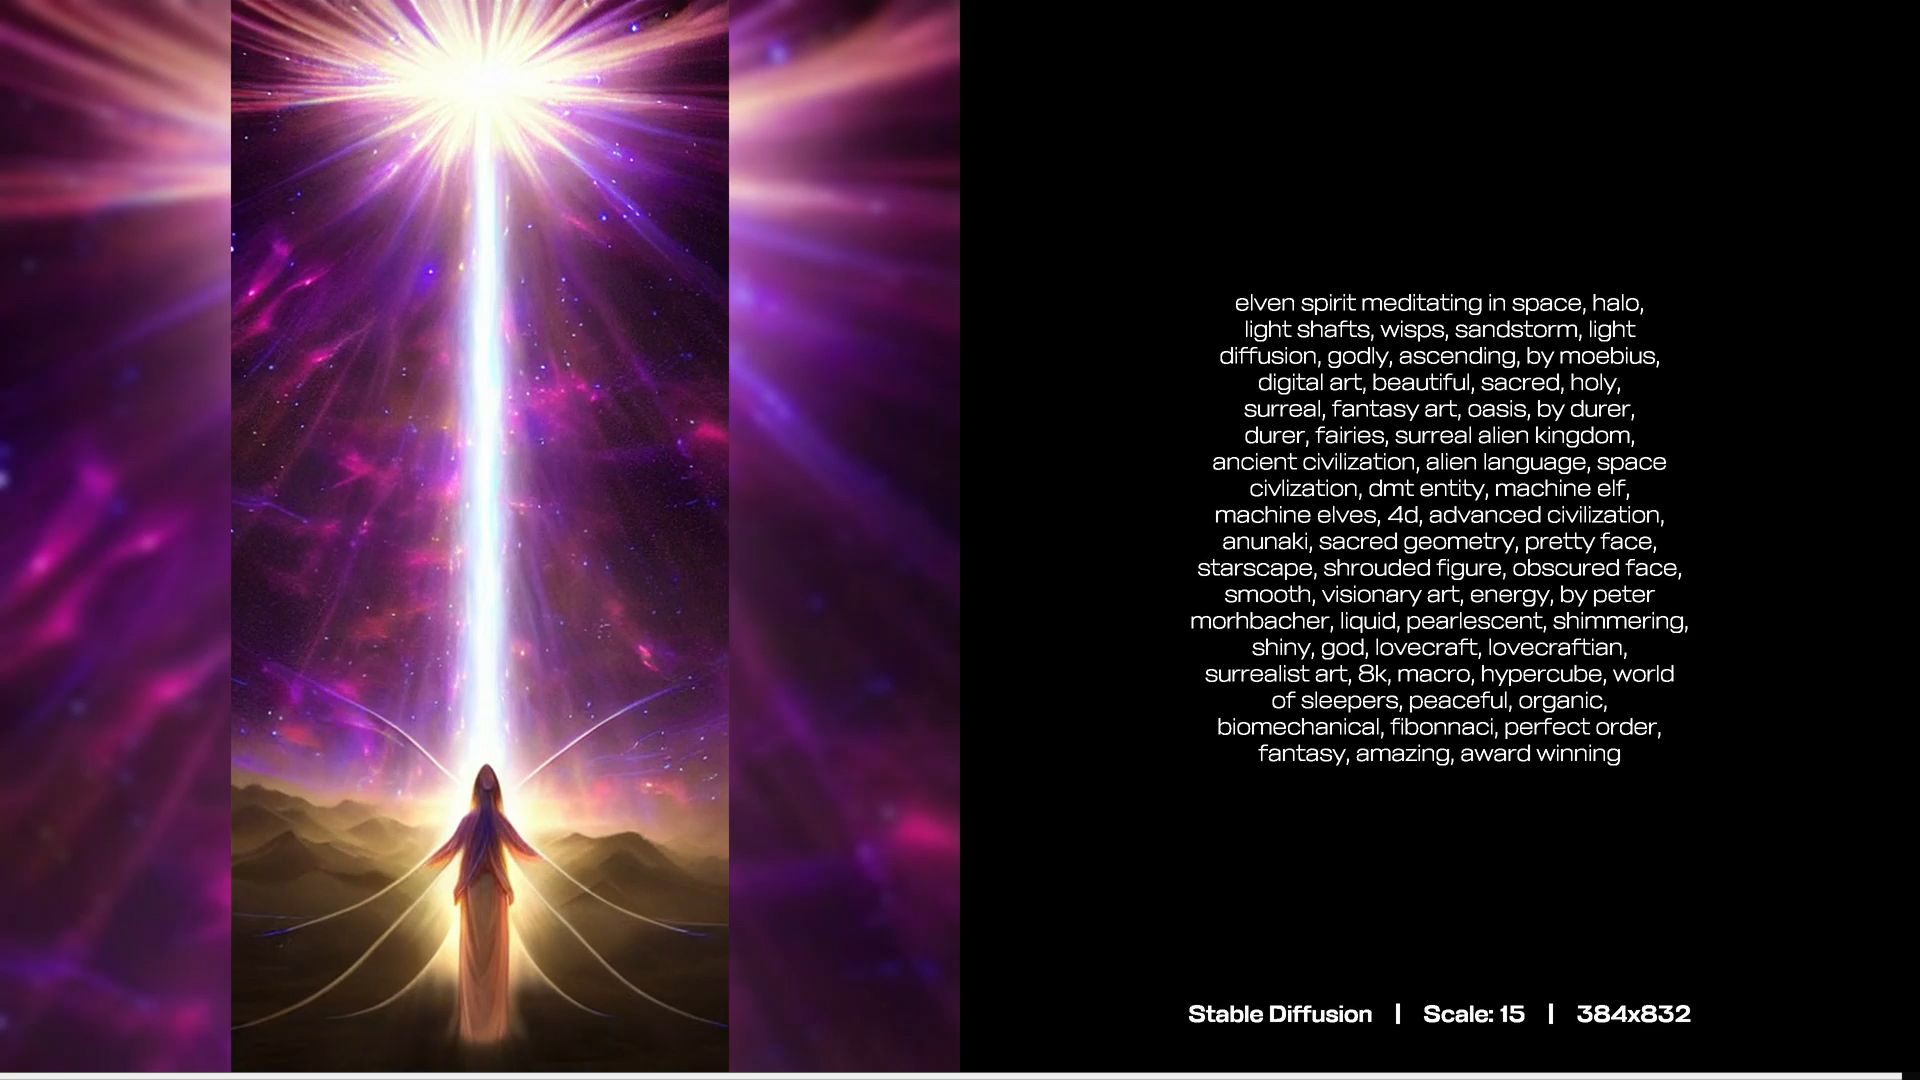 elven spirit meditating in space, halo,
light shafts, wisps, sandstorm, light
diffusion, godly, ascending, by moebius,
digital art, beautiful, sacred, holy,
surreal, fantasy art, oasis, by durer,
durer, fairies, surreal alien kingdom,
ancient civilization, alien language, space
civlization, dmt entity, machine elf,
machine elves, 4d, advanced civilization,
anunaki, sacred geometry, pretty face,
starscape, shrouded figure, obscured face,
smooth, visionary art, energy, by peter
morhbacher, liquid, pearlescent, shimmering,
shiny, god, lovecraft, lovecraftian,
surrealist art, 8k, macro, hypercube, world
of sleepers, peaceful, organic,
biomechanical, fibonnaci, perfect order,
fantasy, amazing, award winning
Stable Diffusion | Scale: 15 | 384x832